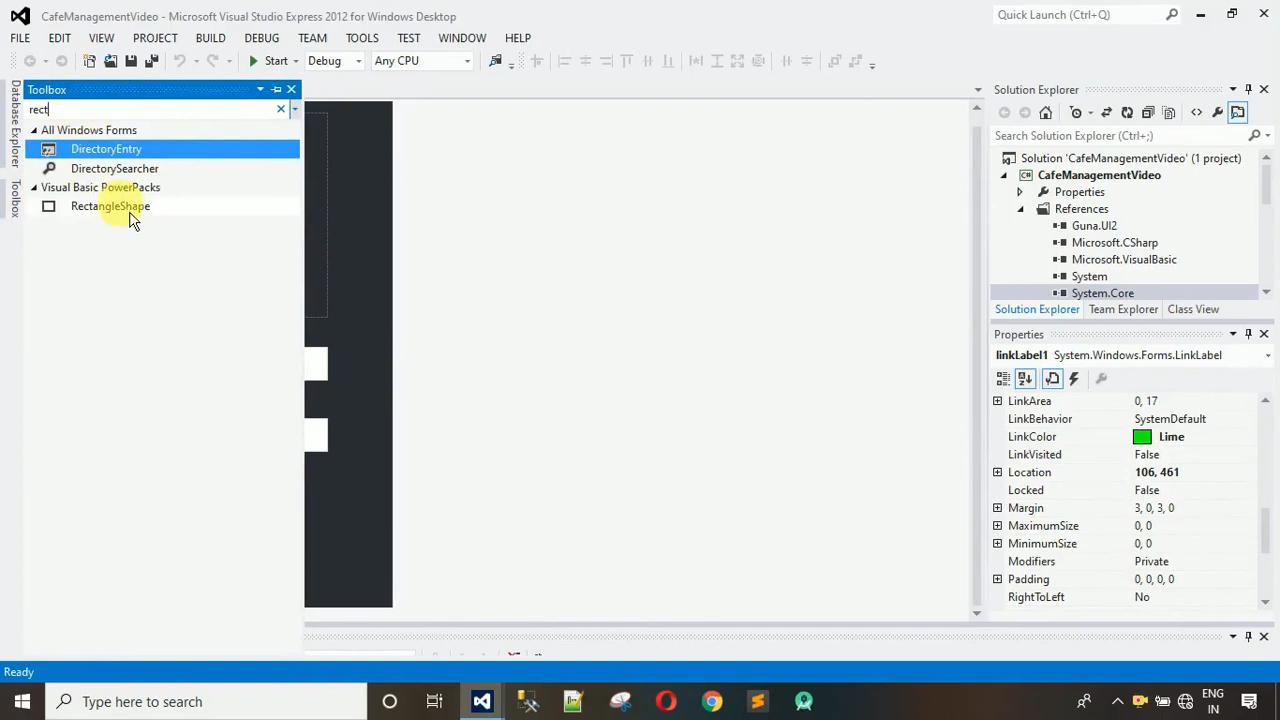 CafeManagementVideo - Microsoft Visual Studio Express 2012 for Windows Desktop
Quick Launch (Ctrl+Q)
FILE EDIT VIEW PROJECT BUILD DEBUG TEAM TOOLS TEST WINDOW HELP
Start Debug Any CPU
Database Explorer
Toolbox
Toolbox
rect
All Windows Forms
DirectoryEntry
DirectorySearcher
Visual Basic PowerPacks
RectangleShape
Solution Explorer
Search Solution Explorer (Ctrl+;)
Solution 'CafeManagementVideo' (1 project)
CafeManagementVideo
Properties
References
Guna.UI2
Microsoft.CSharp
Microsoft.VisualBasic
System
System.Core
Solution Explorer Team Explorer Class View
Properties
linkLabel1 System.Windows.Forms.LinkLabel
LinkArea 0, 17
LinkBehavior SystemDefault
LinkColor Lime
LinkVisited False
Location 106, 461
Locked False
Margin 3, 0, 3, 0
MaximumSize 0, 0
MinimumSize 0, 0
Modifiers Private
Padding 0, 0, 0, 0
RightToLeft No
Ready
Type here to search
ENG
IN